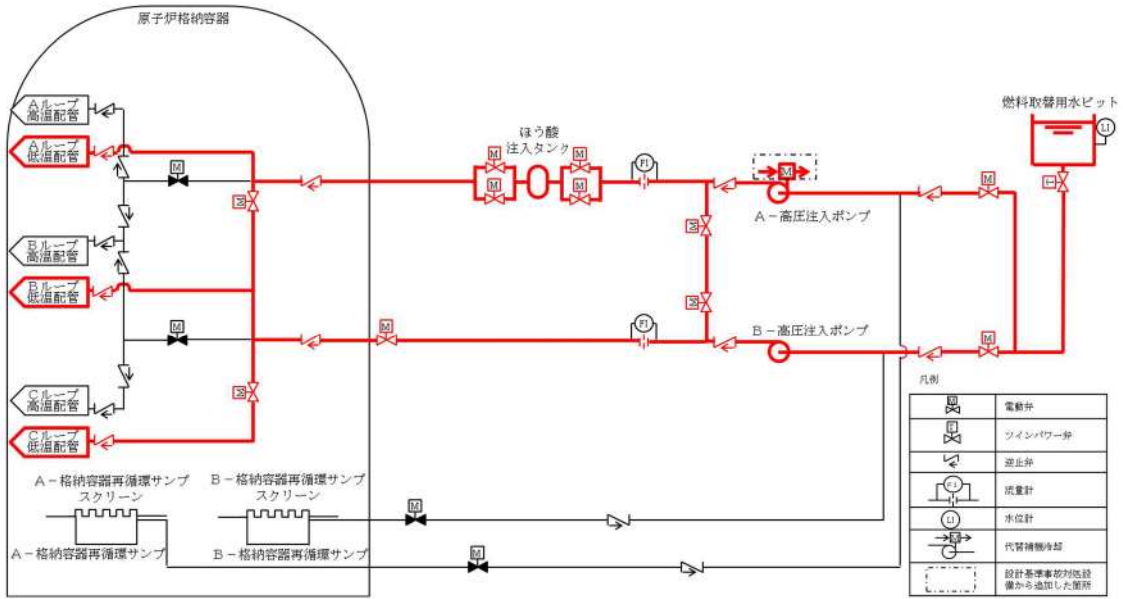 原子炉格納容器
Aループ
高温配管
Aループ
低温配管
Bループ
高温配管
Bループ
低温配管
Cループ
高温配管
Cループ
低温配管
M
M
M
M
M
ほう酸
注入タンク
M
M
M
M
FI
FI
M
M
M
A-高圧注入ポンプ
B-高圧注入ポンプ
M
M
燃料取替用水ピット
LI
T
A-格納容器再循環サンプ
スクリーン
A-格納容器再循環サンプ
B-格納容器再循環サンプ
スクリーン
B-格納容器再循環サンプ
M
M
凡例
M
電動弁
T
ツインパワー弁
逆止弁
FI
流量計
LI
水位計
M
代替補機冷却
設計基準事故対処設
備から追加した箇所